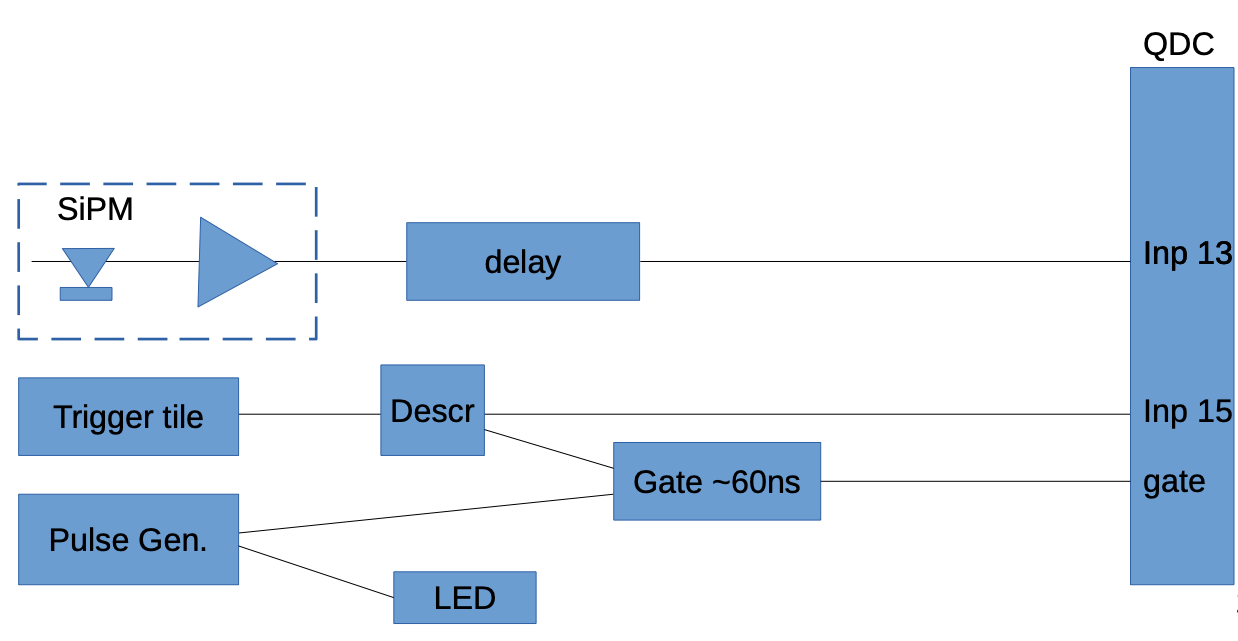 QDC
SiPM
delay
Inp 13
Trigger tile
Descr
Inp 15
Gate ~60ns
gate
Pulse Gen.
LED